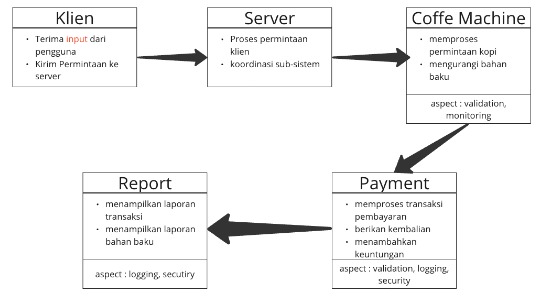 Klien
• Terima input dari
pengguna
• Kirim Permintaan ke
server
Server
• Proses permintaan
klien
• koordinasi sub-sistem
Coffe Machine
• memproses
permintaan kopi
• mengurangi bahan
baku
aspect : validation,
monitoring
Payment
• memproses transaksi
pembayaran
• berikan kembalian
• menambahkan
keuntungan
aspect : validation, logging,
security
Report
• menampilkan laporan
transaksi
• menampilkan laporan
bahan baku
aspect : logging, secutiry